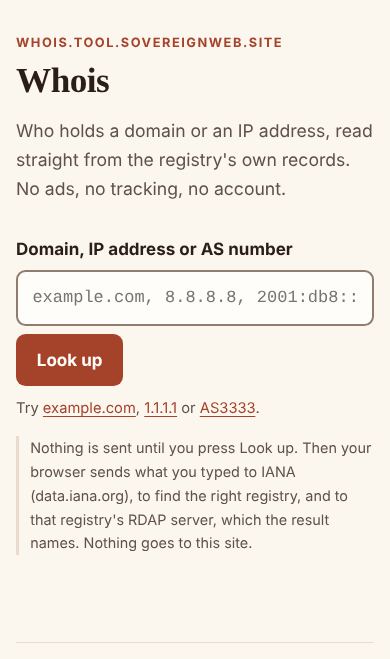 WHOIS.TOOL.SOVEREIGNWEB.SITE
Whois
Who holds a domain or an IP address, read
straight from the registry's own records.
No ads, no tracking, no account.
Domain, IP address or AS number
example.com, 8.8.8.8, 2001:db8::
Look up
Try example.com, 1.1.1.1 or AS3333.
Nothing is sent until you press Look up. Then your
browser sends what you typed to IANA
(data.iana.org), to find the right registry, and to
that registry's RDAP server, which the result
names. Nothing goes to this site.